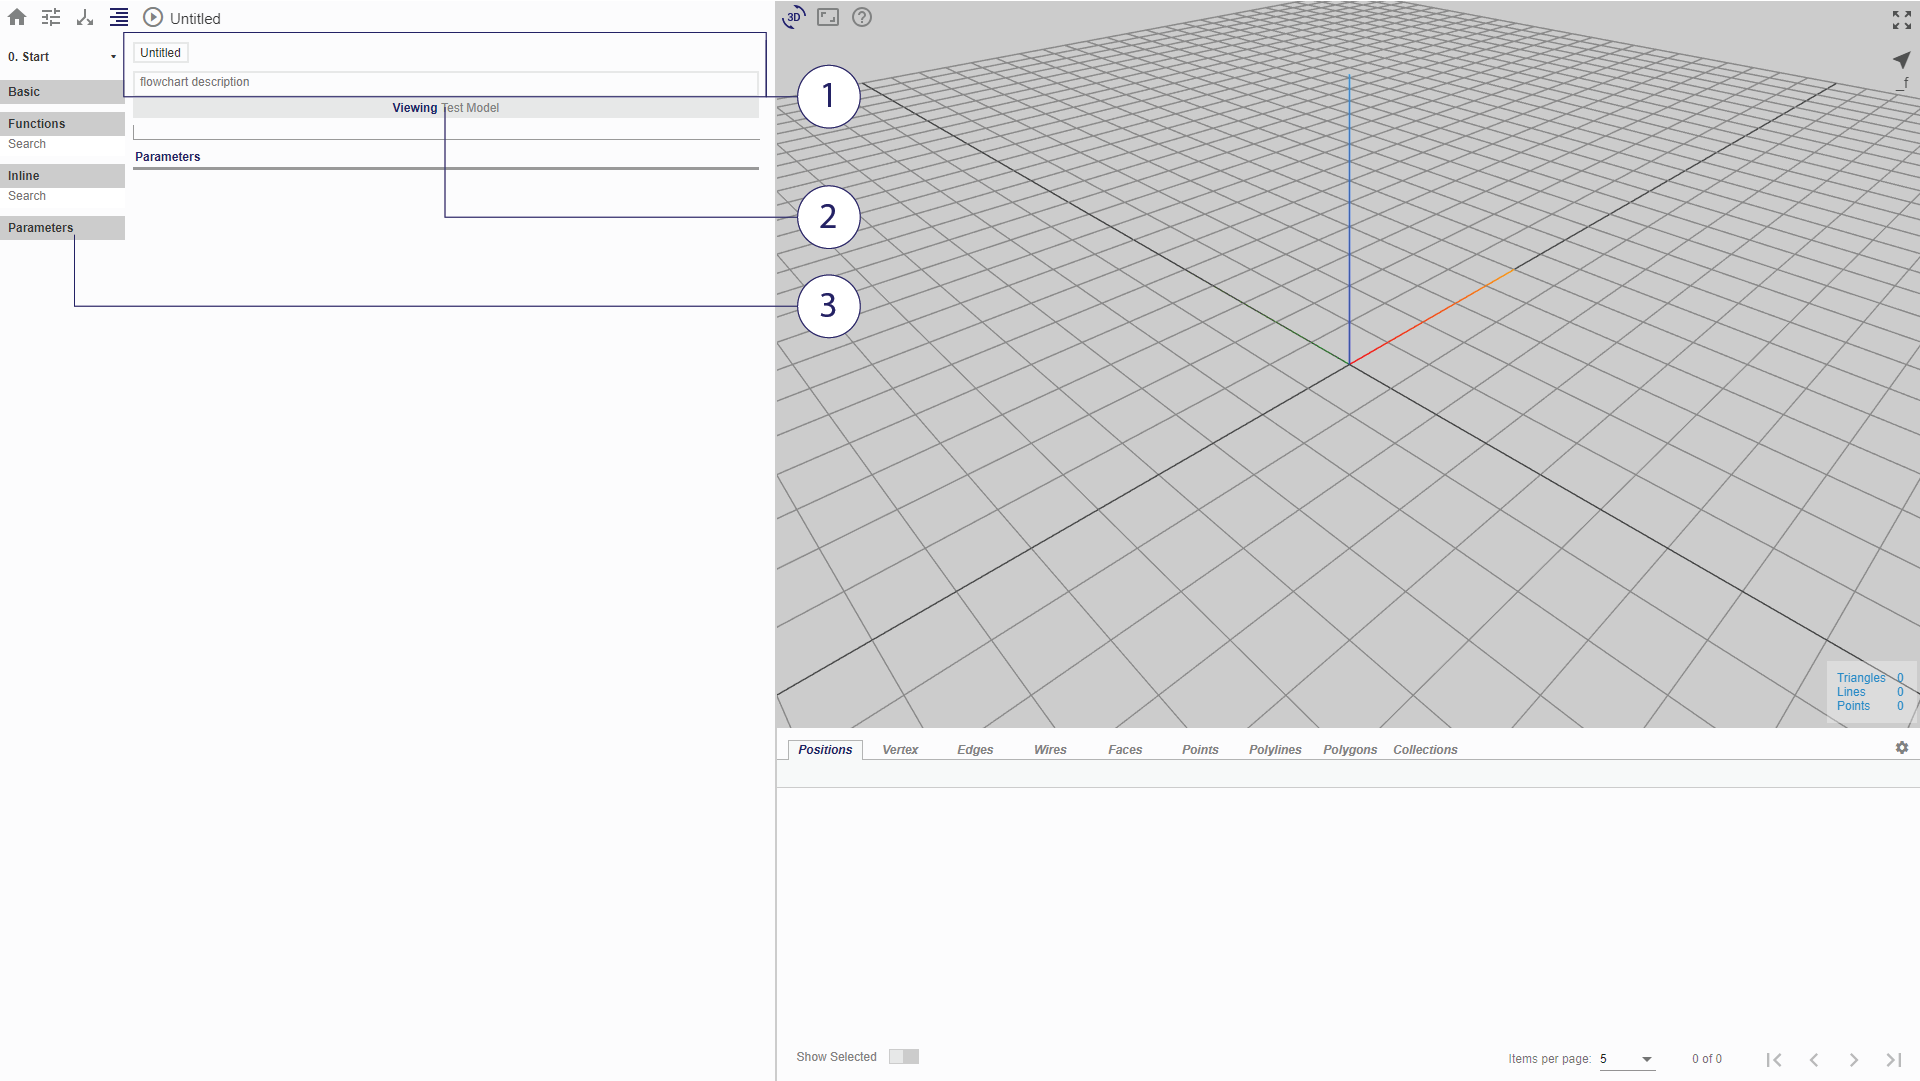 Untitled
0. Start
Untitled
flowchart description
Basic
Viewing Test Model
Functions
Search
Parameters
Inline
Search
Parameters
1
2
3
3D
?
_f
Triangles 0
Lines 0
Points 0
Positions Vertex Edges Wires Faces Points Polylines Polygons Collections
Show Selected
Items per page: 5 0 of 0